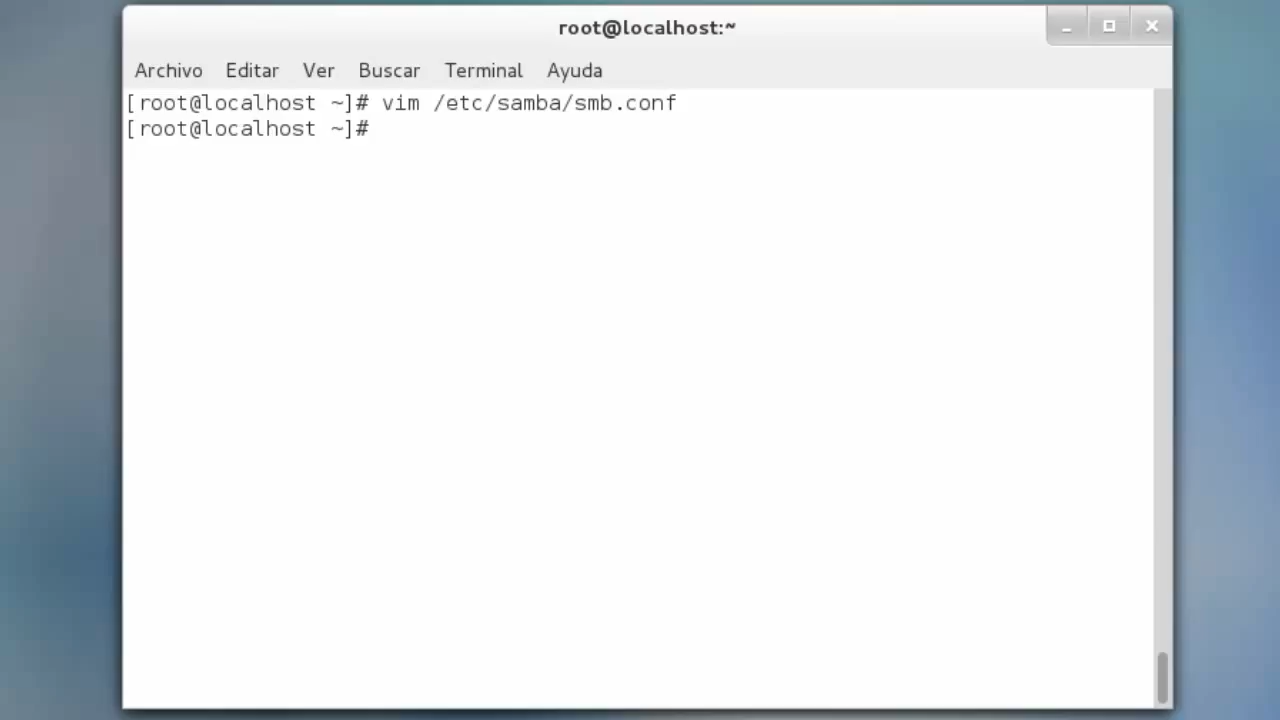 root@localhost:~
Archivo Editar Ver Buscar Terminal Ayuda
[root@localhost ~]# vim /etc/samba/smb.conf
[root@localhost ~]#